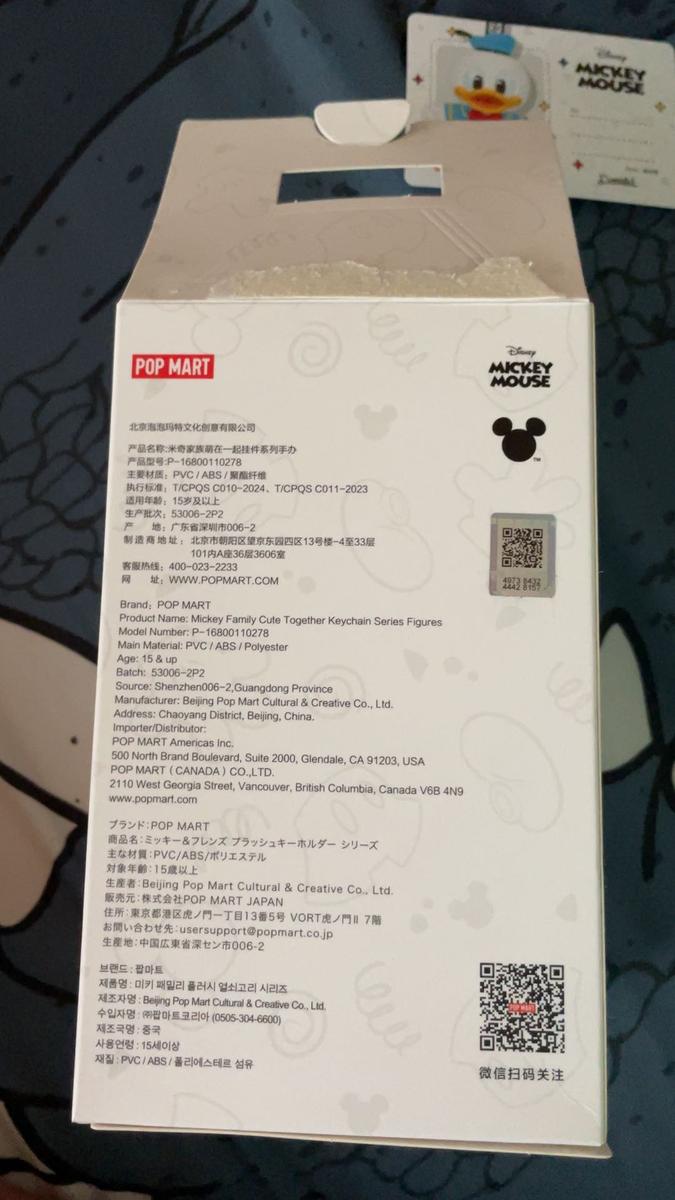 Disney
MICKEY
MOUSE
Donald
POP MART
Disney
MICKEY
MOUSE
TM
北京泡泡玛特文化创意有限公司
产品名称:米奇家族萌在一起挂件系列手办
产品型号:P-16800110278
主要材质：PVC / ABS / 聚酯纤维
执行标准：T/CPQS C010-2024、T/CPQS C011-2023
适用年龄：15岁及以上
生产批次：53006-2P2
产 地：广东省深圳市006-2
制造商地址：北京市朝阳区望京东园四区13号楼-4至33层
101内A座36层3606室
客服热线：400-023-2233
网 址：WWW.POPMART.COM
4973 8432
4442 8157
Brand：POP MART
Product Name: Mickey Family Cute Together Keychain Series Figures
Model Number: P-16800110278
Main Material: PVC / ABS / Polyester
Age: 15 & up
Batch: 53006-2P2
Source: Shenzhen006-2,Guangdong Province
Manufacturer: Beijing Pop Mart Cultural & Creative Co., Ltd.
Address: Chaoyang District, Beijing, China.
Importer/Distributor:
POP MART Americas Inc.
500 North Brand Boulevard, Suite 2000, Glendale, CA 91203, USA
POP MART ( CANADA ) CO.,LTD.
2110 West Georgia Street, Vancouver, British Columbia, Canada V6B 4N9
www.popmart.com
ブランド:POP MART
商品名:ミッキー&フレンズ プラッシュキーホルダー シリーズ
主な材質:PVC/ABS/ポリエステル
対象年齢:15歳以上
生産者:Beijing Pop Mart Cultural & Creative Co., Ltd.
販売元:株式会社POP MART JAPAN
住所:東京都港区虎ノ門一丁目13番5号 VORT虎ノ門II 7階
お問い合わせ先:usersupport@popmart.co.jp
生産地:中国広東省深セン市006-2
브랜드 : 팝마트
제품명 : 미키 패밀리 플러시 열쇠고리 시리즈
제조자명 : Beijing Pop Mart Cultural & Creative Co., Ltd.
수입자명 : ㈜팝마트코리아 (0505-304-6600)
제조국명 : 중국
사용연령 : 15세이상
재질 : PVC / ABS / 폴리에스테르 섬유
POP MART
微信扫码关注